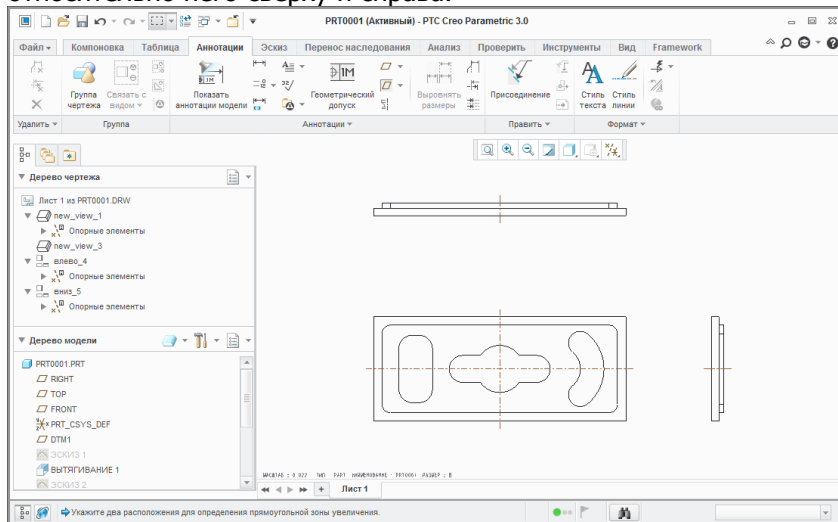 относительно него сверху и справа.
PRT0001 (Активный) - PTC Creo Parametric 3.0
Файл Компоновка Таблица Аннотации Эскиз Перенос наследования Анализ Проверить Инструменты Вид Framework
Группа чертежа
Связать с видом
Показать аннотации модели
Геометрический допуск
Выровнять размеры
Присоединение
Стиль текста
Стиль линии
Удалить Группа Аннотации Править Формат
Дерево чертежа
Лист 1 из PRT0001.DRW
new_view_1
Опорные элементы
new_view_3
влево_4
Опорные элементы
вниз_5
Опорные элементы
Дерево модели
PRT0001.PRT
RIGHT
TOP
FRONT
PRT_CSYS_DEF
DTM1
ЭСКИЗ 1
ВЫТЯГИВАНИЕ 1
ЭСКИЗ 2
Лист 1
Укажите два расположения для определения прямоугольной зоны увеличения.